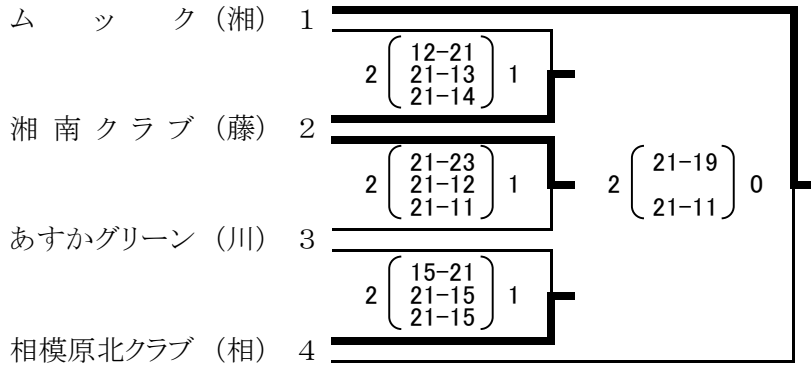 ム ッ ク (湘) 1
2 12-21 21-13 21-14 1
湘 南 ク ラ ブ (藤) 2
2 21-23 21-12 21-11 1
2 21-19 21-11 0
あすかグリーン (川) 3
2 15-21 21-15 21-15 1
相模原北クラブ (相) 4